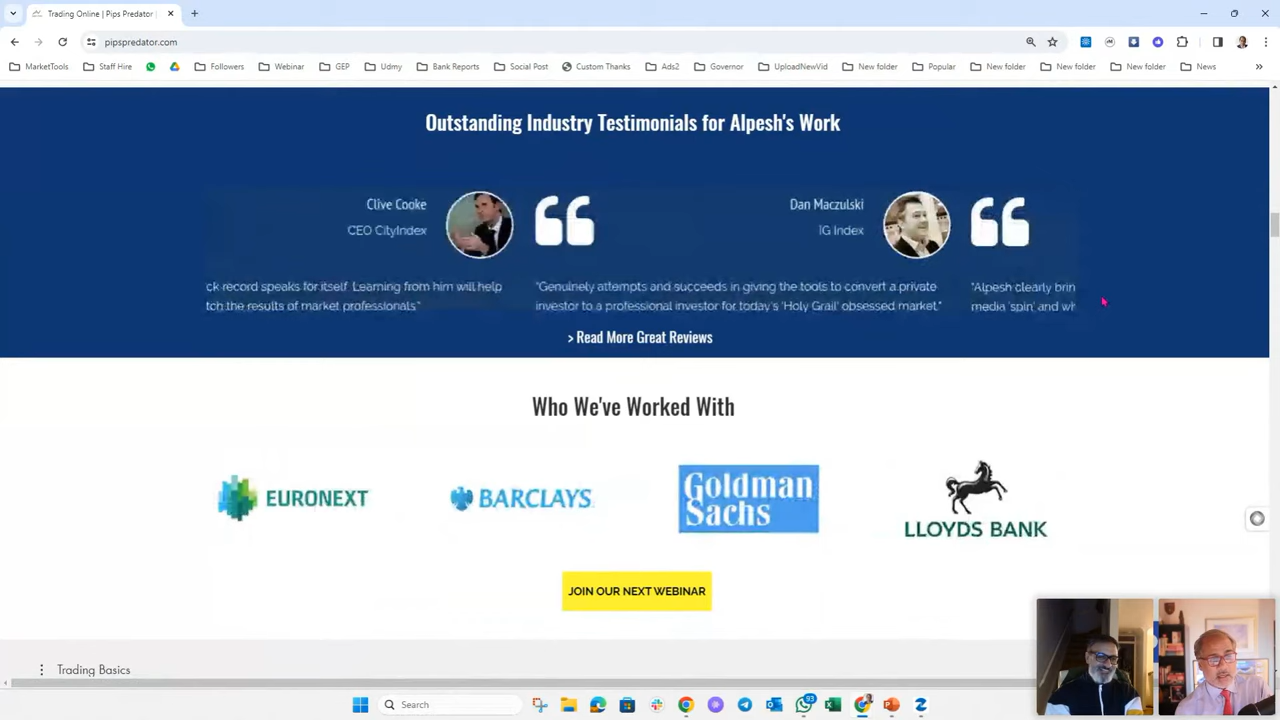 Trading Online | Pips Predator |
pipspredator.com
MarketTools Staff Hire Followers Webinar GEP Udmy Bank Reports Social Post Custom Thanks Ads2 Governor UploadNewVid New folder Popular New folder New folder New folder News
Outstanding Industry Testimonials for Alpesh's Work
Clive Cooke
CEO CityIndex
Dan Maczulski
IG Index
ck record speaks for itself. Learning from him will help
tch the results of market professionals"
"Genuinely attempts and succeeds in giving the tools to convert a private
investor to a professional investor for today's 'Holy Grail' obsessed market."
"Alpesh clearly brin
media 'spin' and wh
> Read More Great Reviews
Who We've Worked With
EURONEXT
BARCLAYS
Goldman
Sachs
LLOYDS BANK
JOIN OUR NEXT WEBINAR
Trading Basics
Search
93